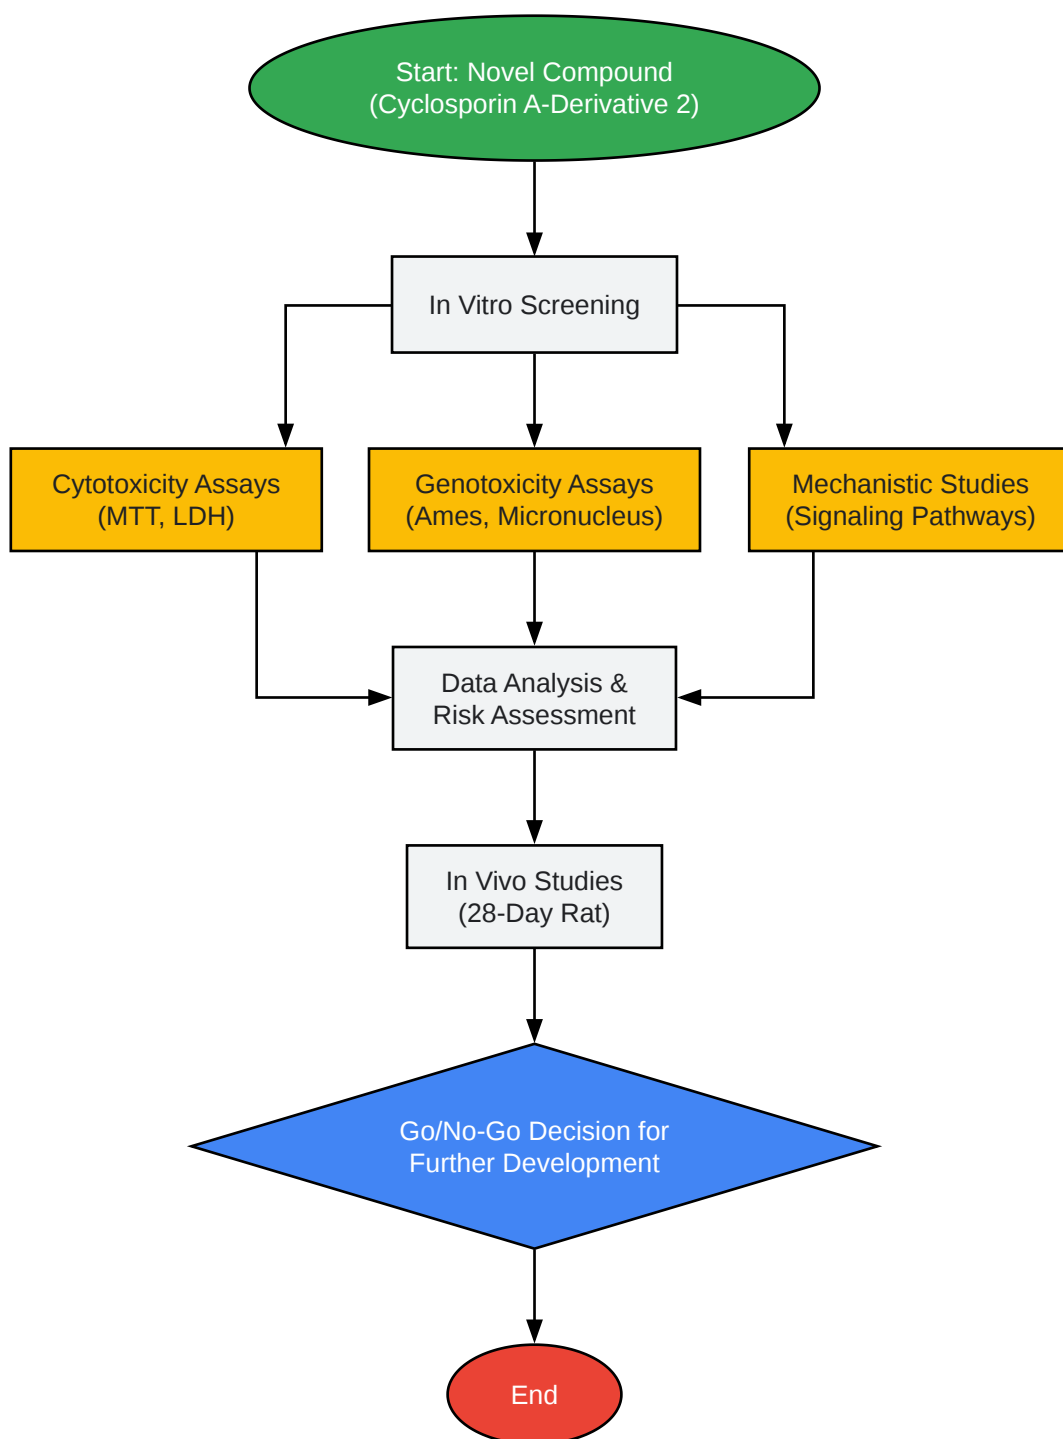 Start: Novel Compound
(Cyclosporin A-Derivative 2)
In Vitro Screening
Cytotoxicity Assays
(MTT, LDH)
Genotoxicity Assays
(Ames, Micronucleus)
Mechanistic Studies
(Signaling Pathways)
Data Analysis &
Risk Assessment
In Vivo Studies
(28-Day Rat)
Go/No-Go Decision for
Further Development
End